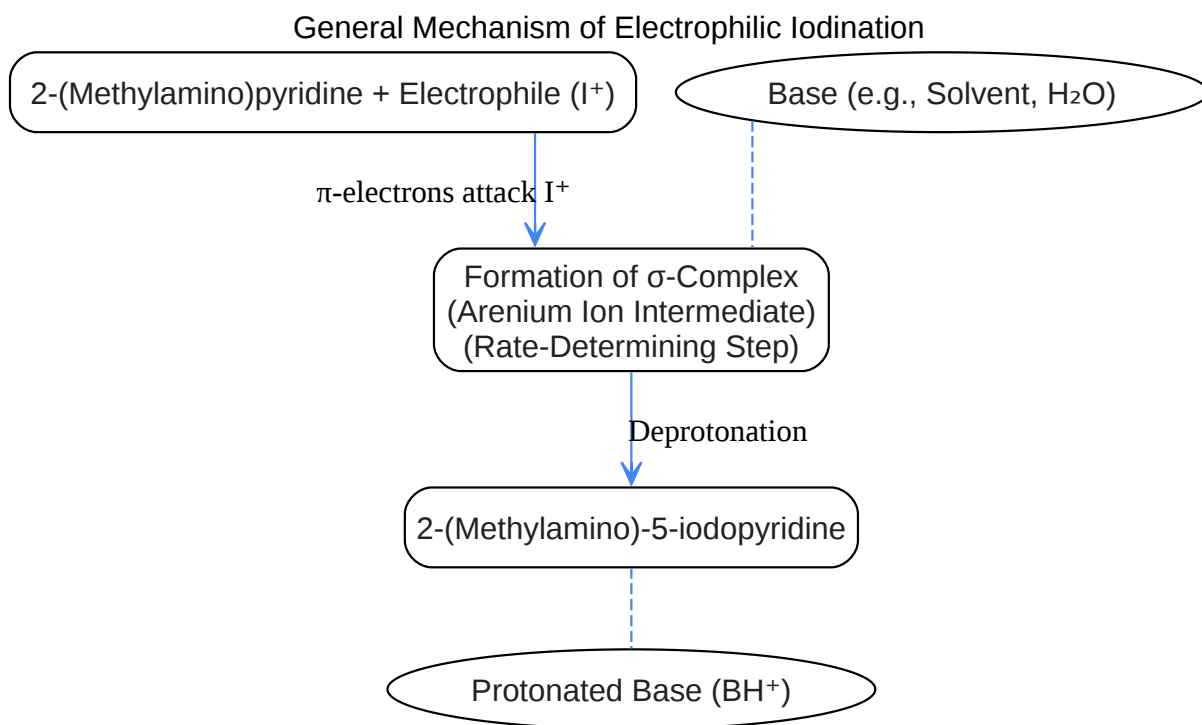 General Mechanism of Electrophilic Iodination
2-(Methylamino)pyridine + Electrophile (I⁺)
Base (e.g., Solvent, H₂O)
π-electrons attack I⁺
Formation of σ-Complex
(Arenium Ion Intermediate)
(Rate-Determining Step)
Deprotonation
2-(Methylamino)-5-iodopyridine
Protonated Base (BH⁺)